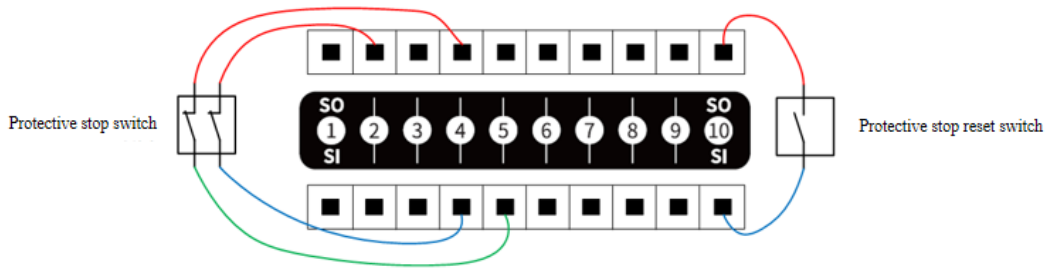 SO SO
Protective stop switch 1 2 3 4 5 6 7 8 9 10 Protective stop reset switch
SI SI